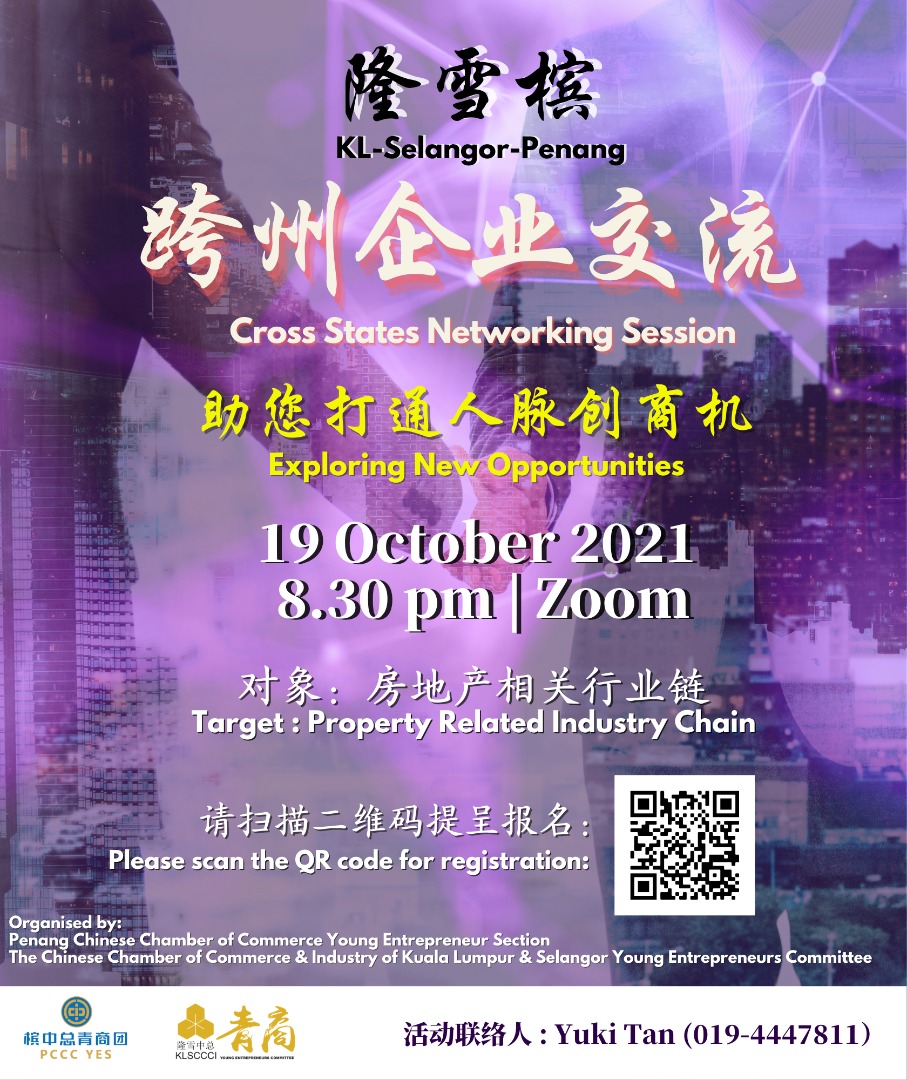 隆雪槟
KL-Selangor-Penang
跨州企业交流
Cross States Networking Session
助您打通人脉创商机
Exploring New Opportunities
19 October 2021
8.30 pm | Zoom
对象：房地产相关行业链
Target : Property Related Industry Chain
请扫描二维码提呈报名：
Please scan the QR code for registration:
Organised by:
Penang Chinese Chamber of Commerce Young Entrepreneur Section
The Chinese Chamber of Commerce & Industry of Kuala Lumpur & Selangor Young Entrepreneurs Committee
槟中总青商团
PCCC YES
隆雪中总
KLSCCCI
青商
YOUNG ENTREPRENEURS COMMITTEE
活动联络人 : Yuki Tan (019-4447811）